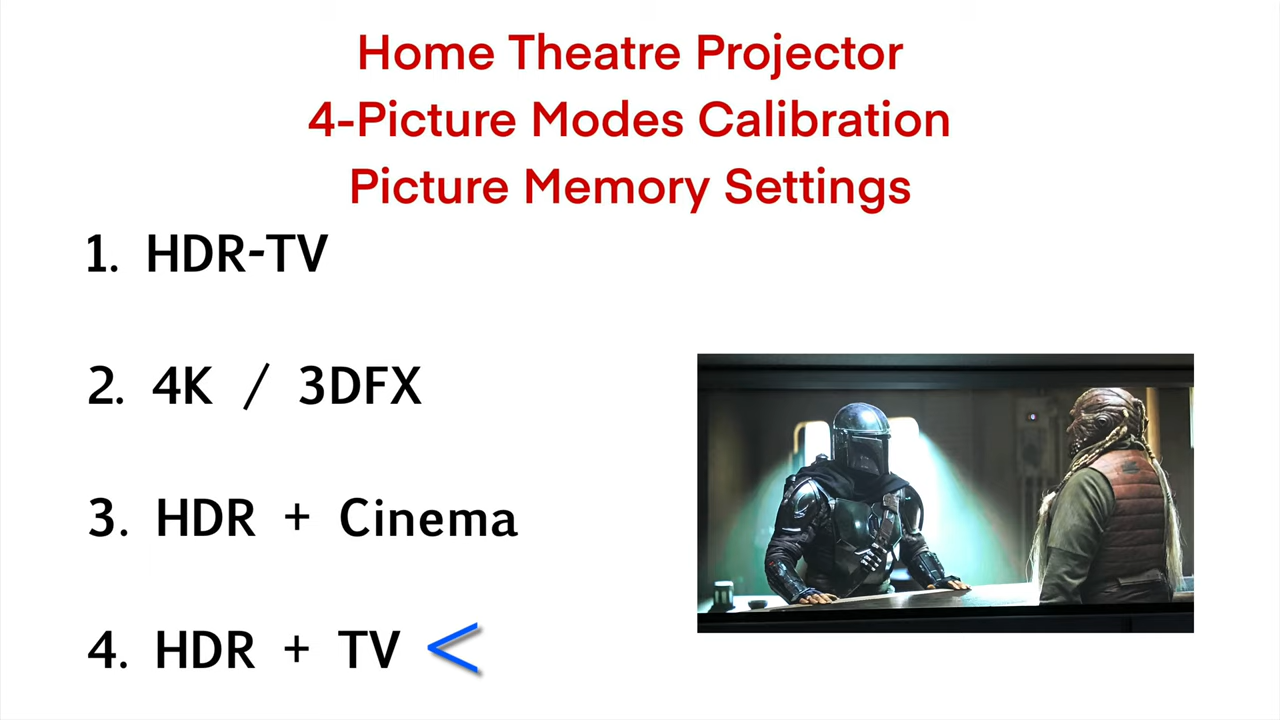 Home Theatre Projector
4-Picture Modes Calibration
Picture Memory Settings
1. HDR-TV
2. 4K / 3DFX
3. HDR + Cinema
4. HDR + TV <